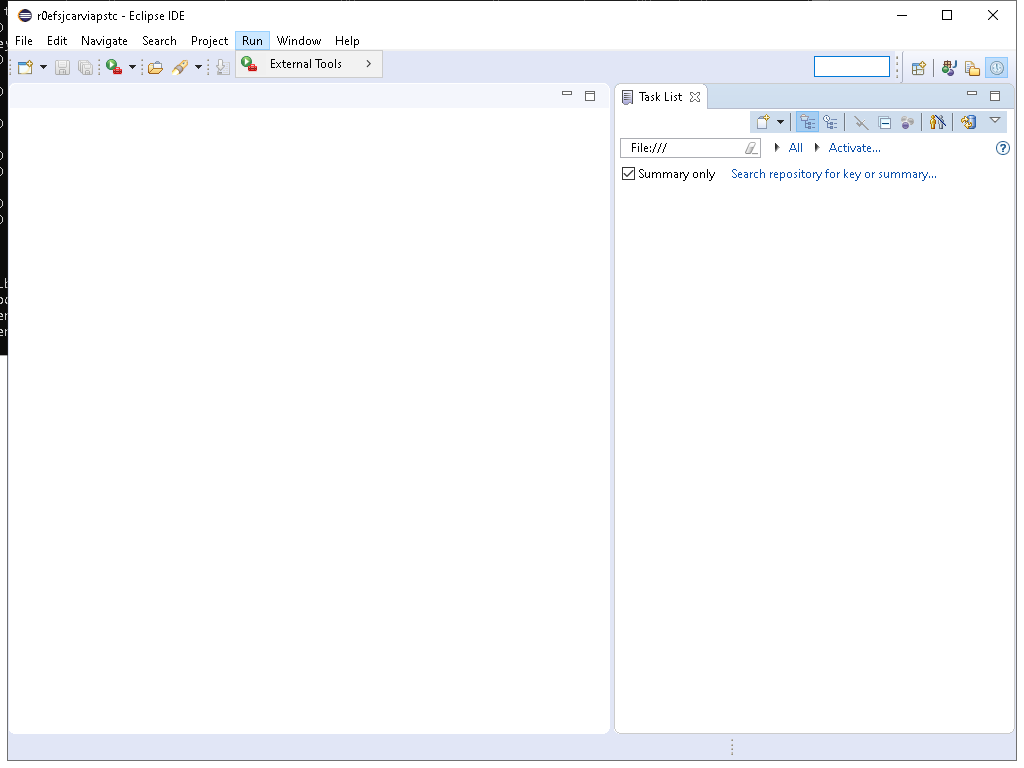 r0efsjcarviapstc - Eclipse IDE
File Edit Navigate Search Project Run Window Help
External Tools
Task List
File:/// All Activate...
Summary only Search repository for key or summary...